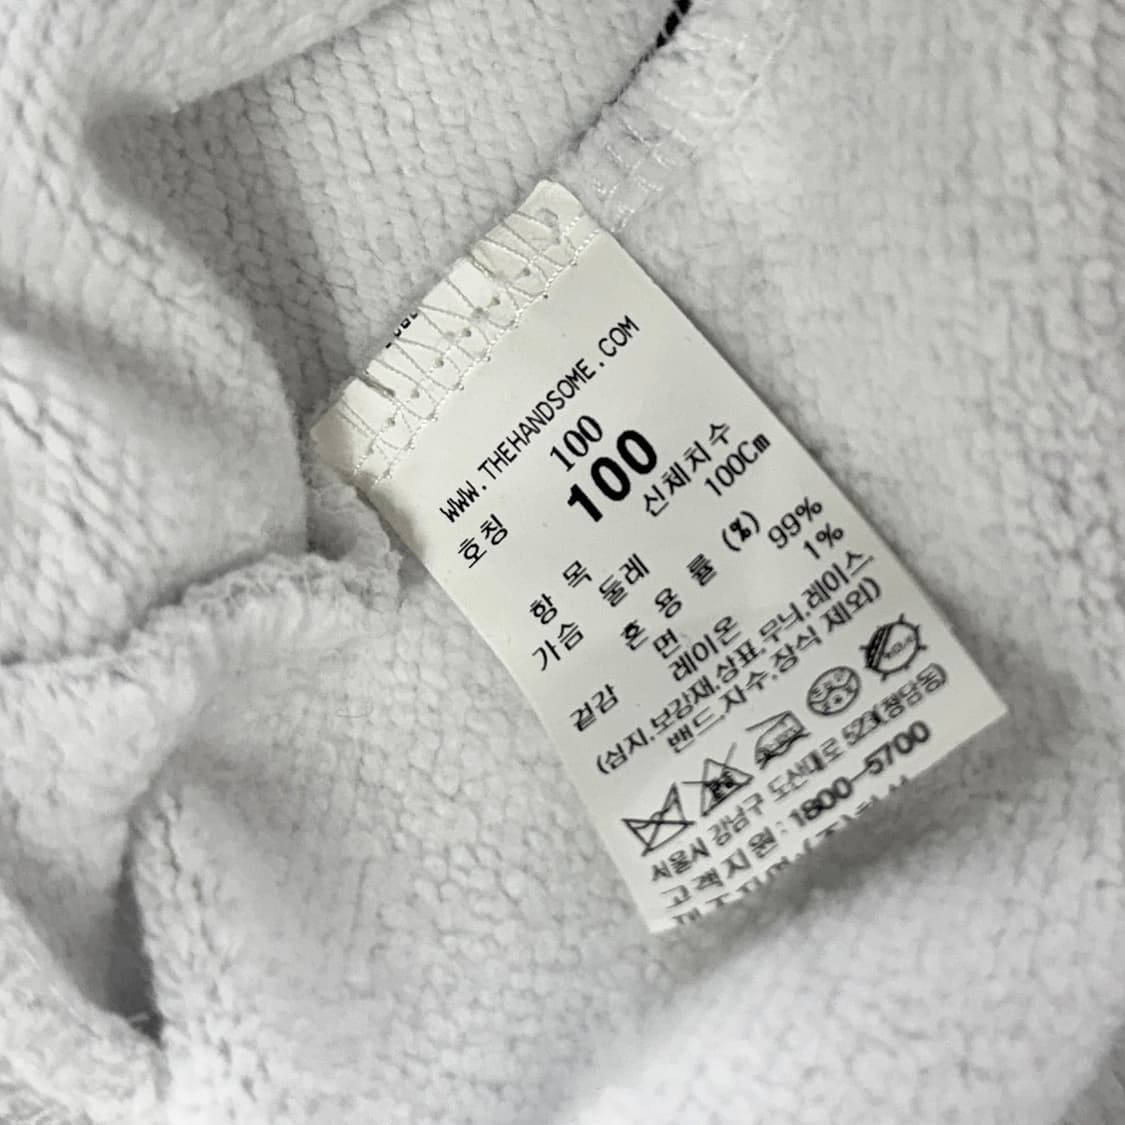 WWW.THEHANDSOME.COM
100
호칭 100
항 목 신체치수
가슴 둘레 100Cm
혼 용 률 (%)
겉감 면 99%
레이온 1%
(심지.보강재.상표.무늬.레이스
밴드.자수.장식 제외)
서울시 강남구 도산대로 523(청담동)
고객지원:1800-5700